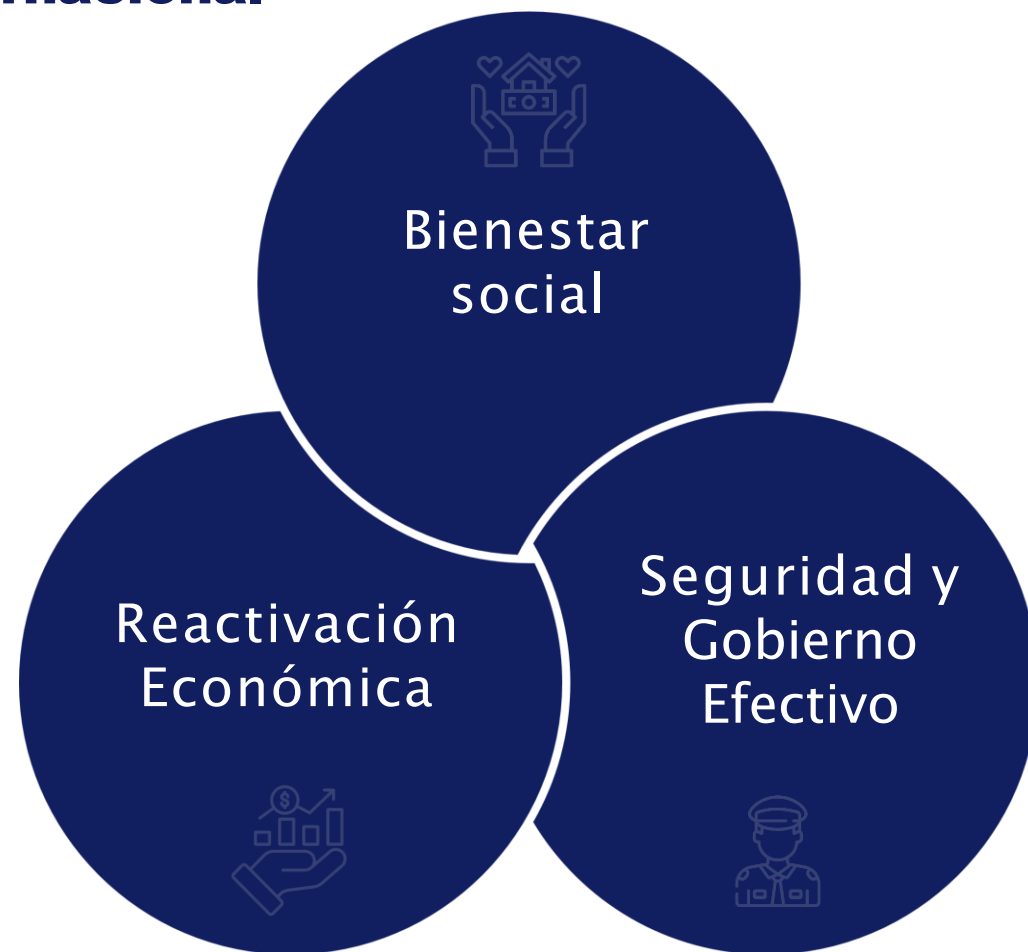 Bienestar
social
Reactivación
Económica
Seguridad y
Gobierno
Efectivo